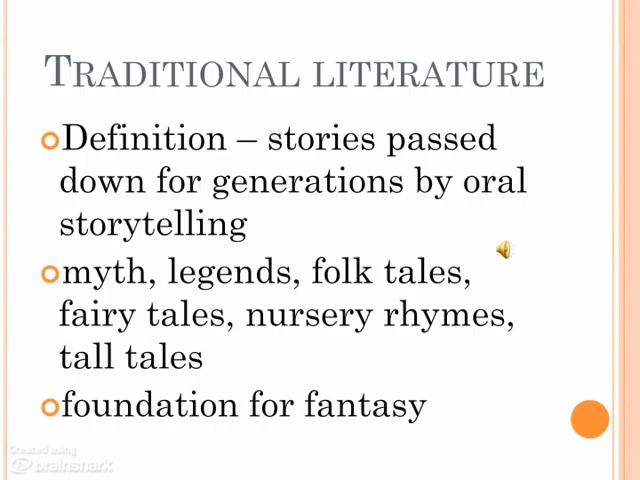 TRADITIONAL LITERATURE
Definition – stories passed
down for generations by oral
storytelling
myth, legends, folk tales,
fairy tales, nursery rhymes,
tall tales
foundation for fantasy
Created using
brainshark